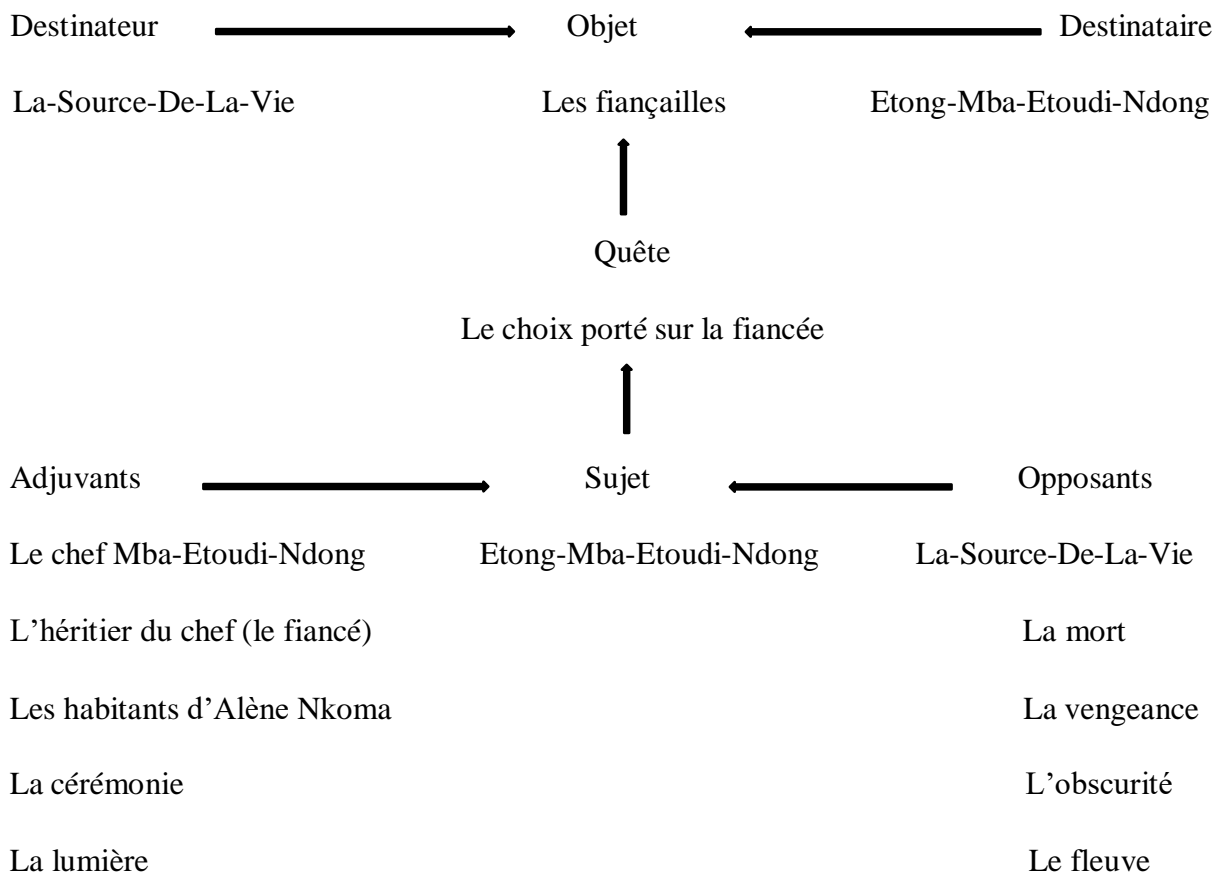 Destinateur Objet Destinataire
La-Source-De-La-Vie Les fiançailles Etong-Mba-Etoudi-Ndong
Quête
Le choix porté sur la fiancée
Adjuvants Sujet Opposants
Le chef Mba-Etoudi-Ndong Etong-Mba-Etoudi-Ndong La-Source-De-La-Vie
L’héritier du chef (le fiancé) La mort
Les habitants d’Alène Nkoma La vengeance
La cérémonie L’obscurité
La lumière Le fleuve